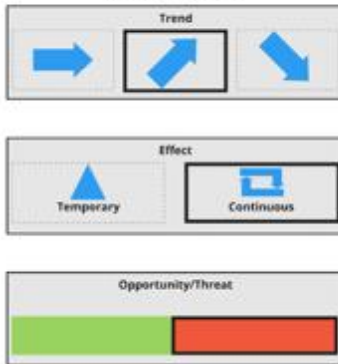 Trend
Effect
Temporary
Continuous
Opportunity/Threat